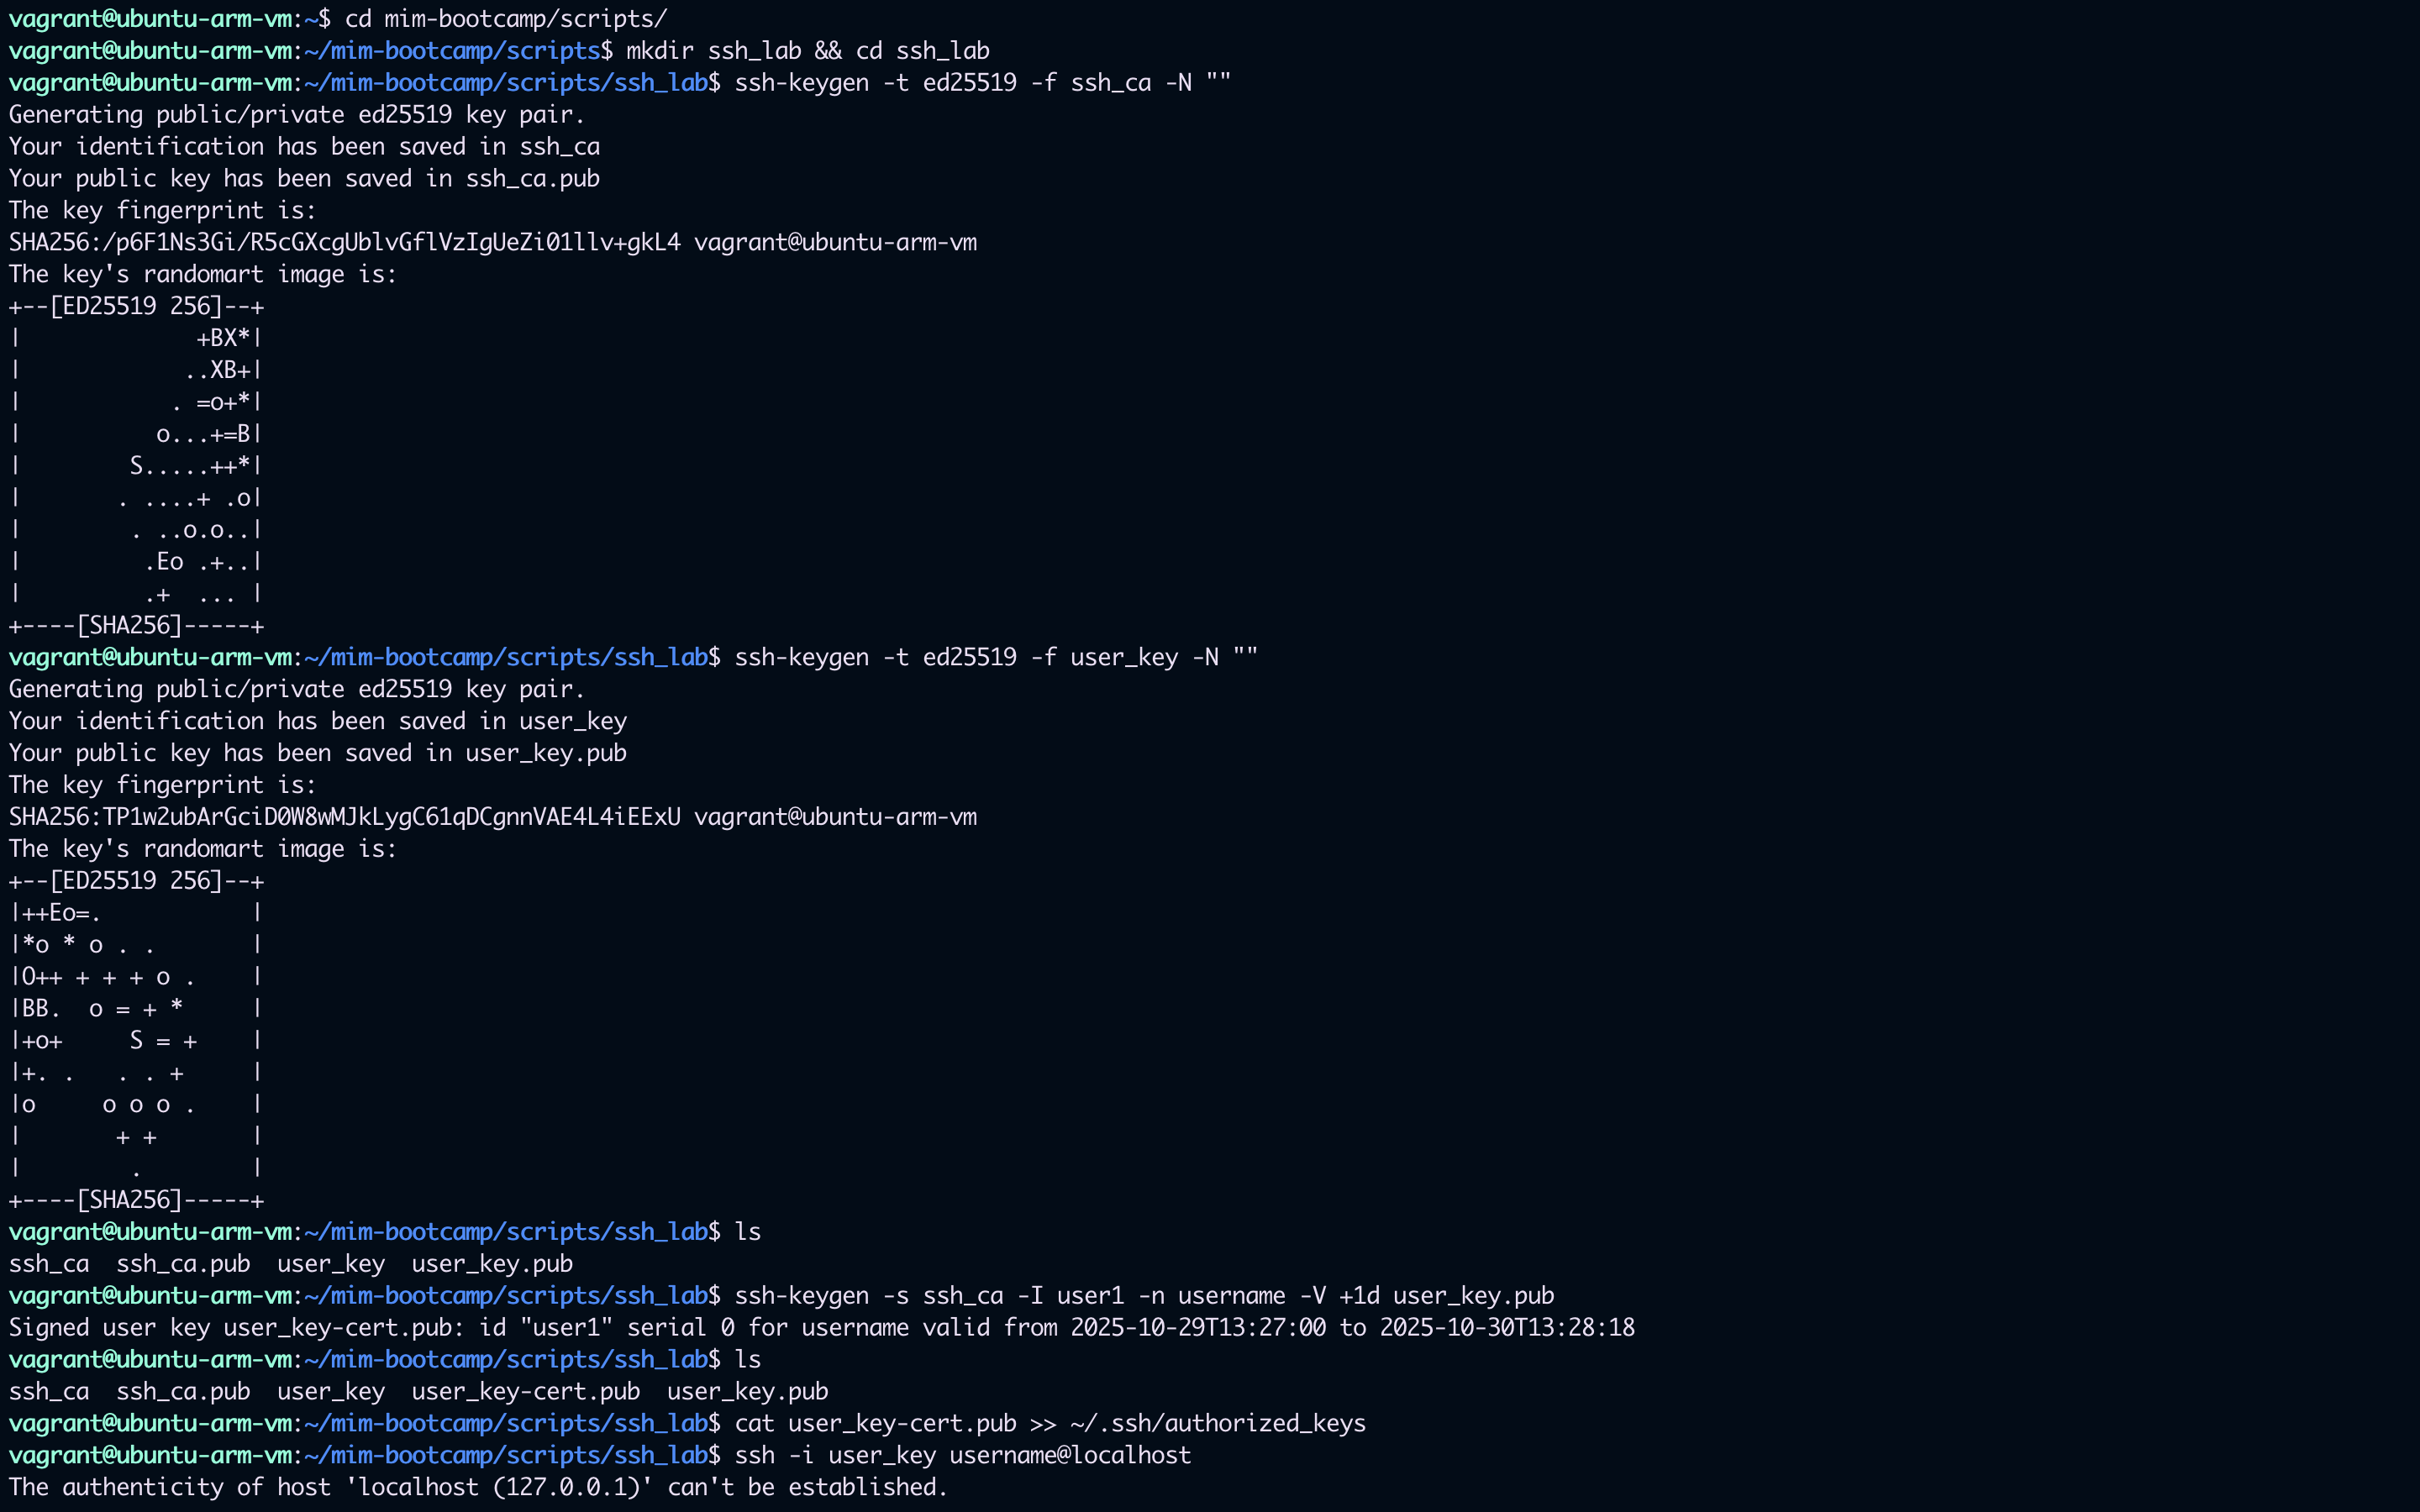 vagrant@ubuntu-arm-vm:~$ cd mim-bootcamp/scripts/
vagrant@ubuntu-arm-vm:~/mim-bootcamp/scripts$ mkdir ssh_lab && cd ssh_lab
vagrant@ubuntu-arm-vm:~/mim-bootcamp/scripts/ssh_lab$ ssh-keygen -t ed25519 -f ssh_ca -N ""
Generating public/private ed25519 key pair.
Your identification has been saved in ssh_ca
Your public key has been saved in ssh_ca.pub
The key fingerprint is:
SHA256:/p6F1Ns3Gi/R5cGXcgUblvGflVzIgUeZi01llv+gkL4 vagrant@ubuntu-arm-vm
The key's randomart image is:
+--[ED25519 256]--+
|             +BX*|
|            ..XB+|
|           . =o+*|
|          o...+=B|
|        S.....++*|
|       . ....+ .o|
|        . ..o.o..|
|         .Eo .+..|
|         .+  ... |
+----[SHA256]-----+
vagrant@ubuntu-arm-vm:~/mim-bootcamp/scripts/ssh_lab$ ssh-keygen -t ed25519 -f user_key -N ""
Generating public/private ed25519 key pair.
Your identification has been saved in user_key
Your public key has been saved in user_key.pub
The key fingerprint is:
SHA256:TP1w2ubArGciD0W8wMJkLygC61qDCgnnVAE4L4iEExU vagrant@ubuntu-arm-vm
The key's randomart image is:
+--[ED25519 256]--+
|++Eo=.           |
|*o * o . .       |
|O++ + + + o .    |
|BB.  o = + *     |
|+o+     S = +    |
|+. .   . . +     |
|o     o o o .    |
|       + +       |
|        .        |
+----[SHA256]-----+
vagrant@ubuntu-arm-vm:~/mim-bootcamp/scripts/ssh_lab$ ls
ssh_ca  ssh_ca.pub  user_key  user_key.pub
vagrant@ubuntu-arm-vm:~/mim-bootcamp/scripts/ssh_lab$ ssh-keygen -s ssh_ca -I user1 -n username -V +1d user_key.pub
Signed user key user_key-cert.pub: id "user1" serial 0 for username valid from 2025-10-29T13:27:00 to 2025-10-30T13:28:18
vagrant@ubuntu-arm-vm:~/mim-bootcamp/scripts/ssh_lab$ ls
ssh_ca  ssh_ca.pub  user_key  user_key-cert.pub  user_key.pub
vagrant@ubuntu-arm-vm:~/mim-bootcamp/scripts/ssh_lab$ cat user_key-cert.pub >> ~/.ssh/authorized_keys
vagrant@ubuntu-arm-vm:~/mim-bootcamp/scripts/ssh_lab$ ssh -i user_key username@localhost
The authenticity of host 'localhost (127.0.0.1)' can't be established.